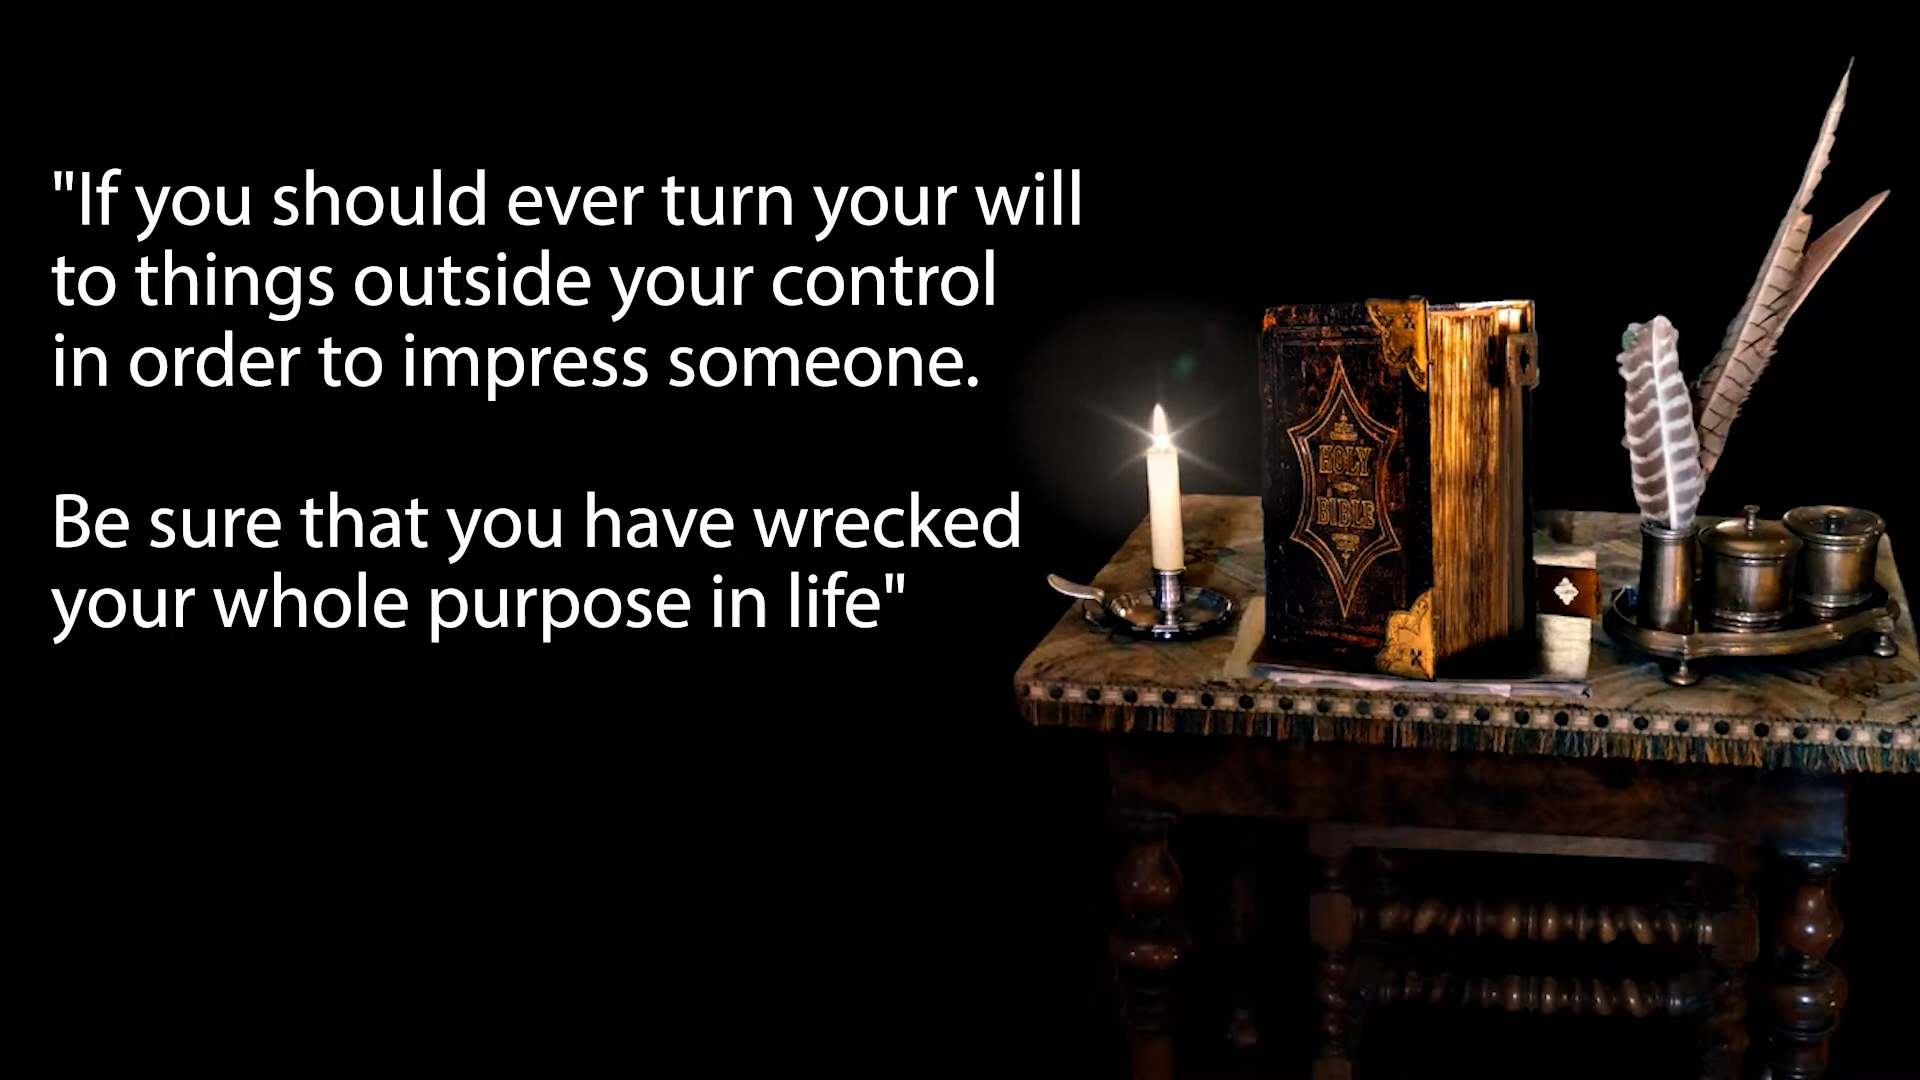 "If you should ever turn your will
to things outside your control
in order to impress someone.
Be sure that you have wrecked
your whole purpose in life"
HOLY
BIBLE